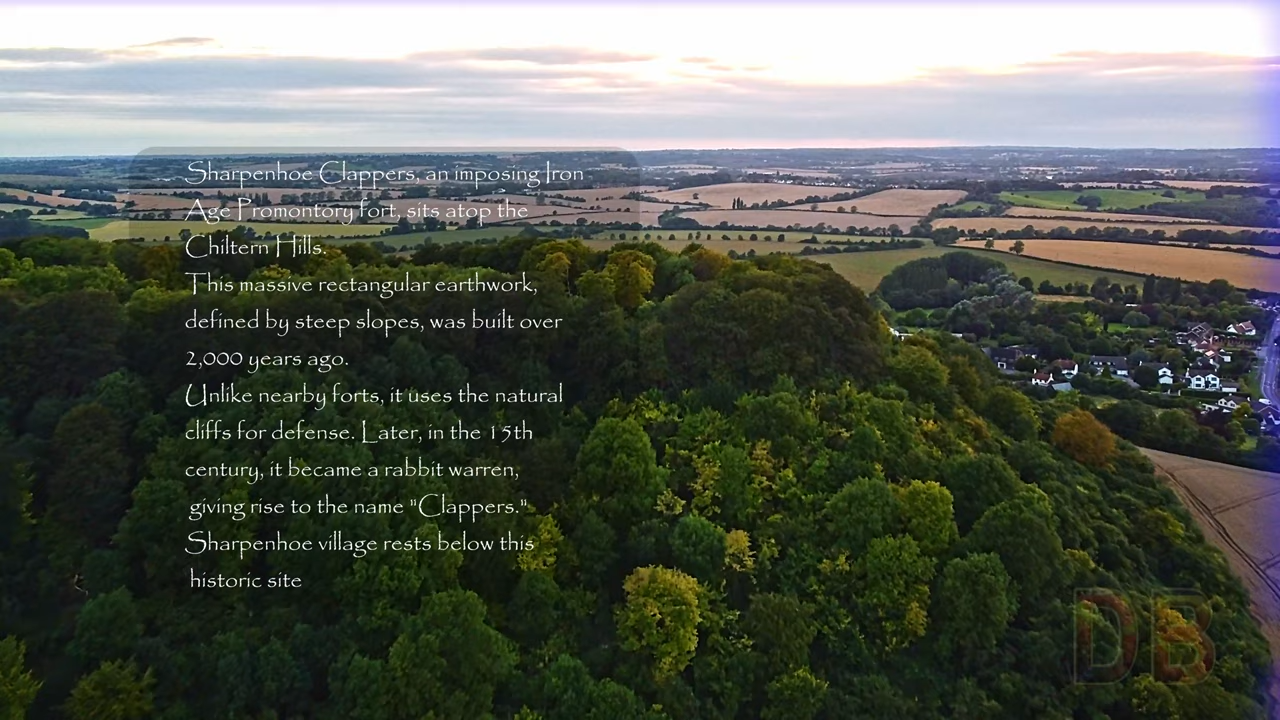 Sharpenhoe Clappers, an imposing Iron
Age Promontory fort, sits atop the
Chiltern Hills.
This massive rectangular earthwork,
defined by steep slopes, was built over
2,000 years ago.
Unlike nearby forts, it uses the natural
cliffs for defense. Later, in the 15th
century, it became a rabbit warren,
giving rise to the name "Clappers."
Sharpenhoe village rests below this
historic site
DB